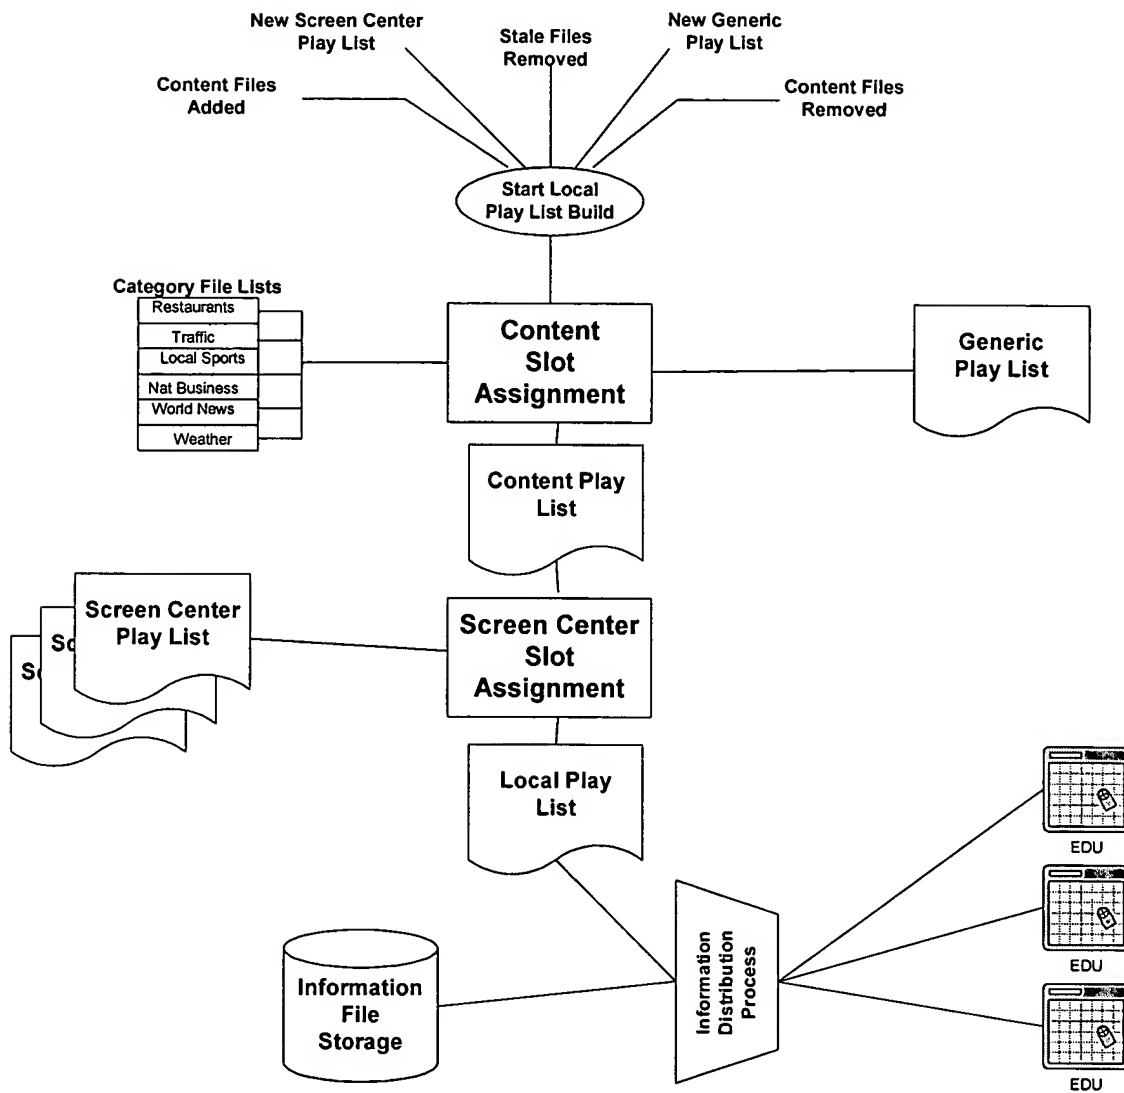 New Screen Center
Play List
Stale Files
Removed
New Generic
Play List
Content Files
Added
Content Files
Removed
Start Local
Play List Build
Category File Lists
Restaurants
Traffic
Local Sports
Nat Business
World News
Weather
Content
Slot
Assignment
Generic
Play List
Content Play
List
Screen Center
Play List
Sc
Sc
Screen Center
Slot
Assignment
Local Play
List
Information
File
Storage
Information
Distribution
Process
EDU
EDU
EDU